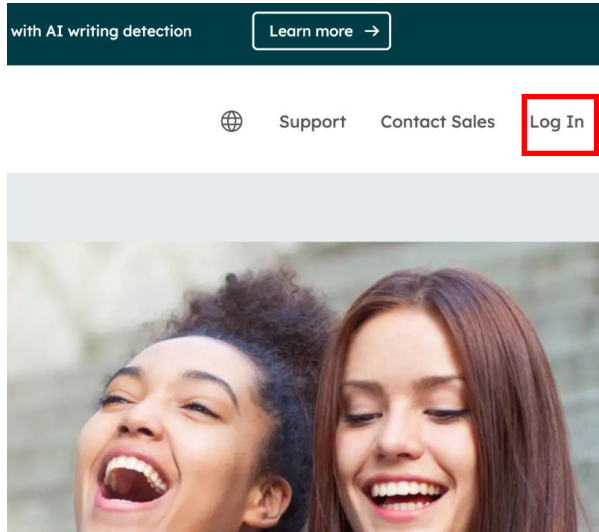 with AI writing detection
Learn more →
Support
Contact Sales
Log In